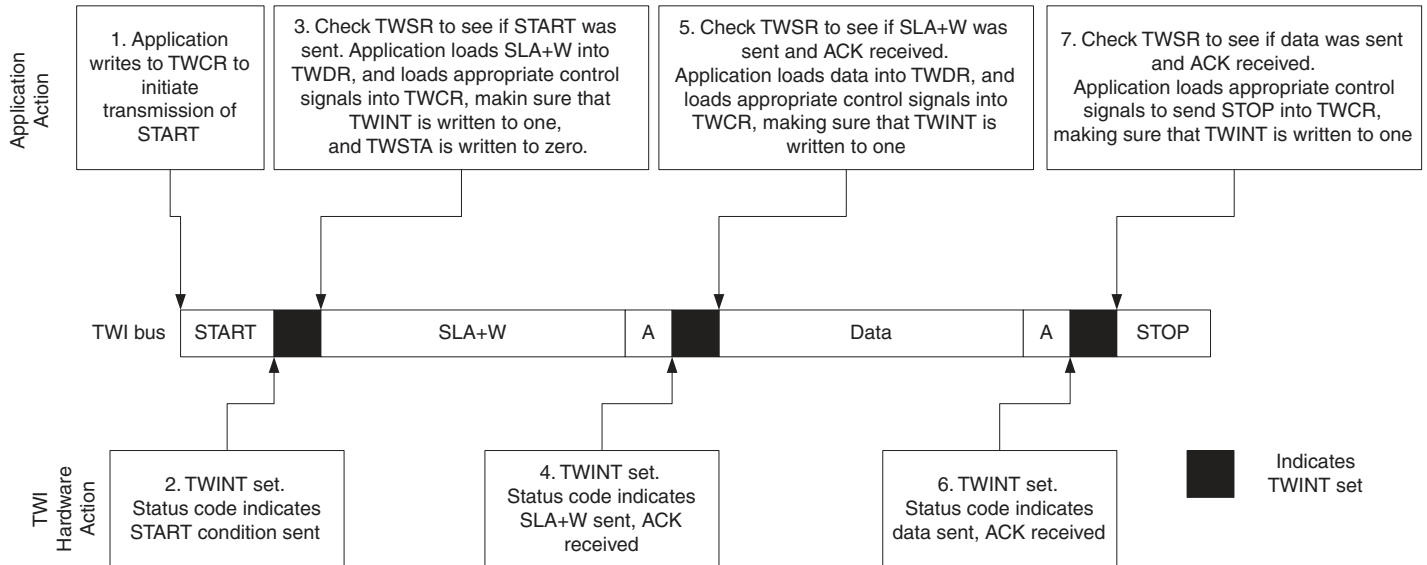 Application
Action
1. Application
writes to TWCR to
initiate
transmission of
START
3. Check TWSR to see if START was
sent. Application loads SLA+W into
TWDR, and loads appropriate control
signals into TWCR, makin sure that
TWINT is written to one,
and TWSTA is written to zero.
5. Check TWSR to see if SLA+W was
sent and ACK received.
Application loads data into TWDR, and
loads appropriate control signals into
TWCR, making sure that TWINT is
written to one
7. Check TWSR to see if data was sent
and ACK received.
Application loads appropriate control
signals to send STOP into TWCR,
making sure that TWINT is written to one
TWI bus
START
SLA+W
A
Data
A
STOP
TWI
Hardware
Action
2. TWINT set.
Status code indicates
START condition sent
4. TWINT set.
Status code indicates
SLA+W sent, ACK
received
6. TWINT set.
Status code indicates
data sent, ACK received
Indicates
TWINT set